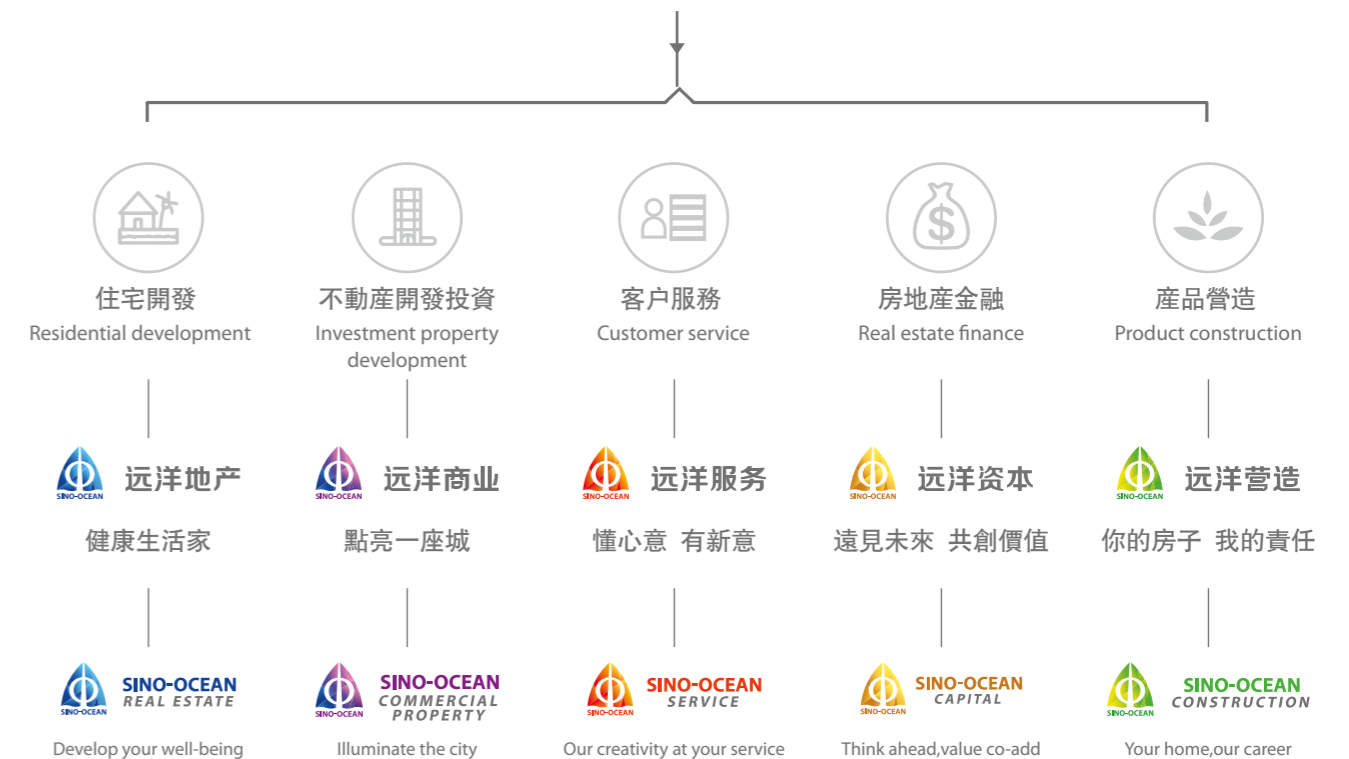 住宅開發
Residential development
不動産開發投資
Investment property
development
客户服務
Customer service
房地産金融
Real estate finance
産品營造
Product construction
SINO-OCEAN
远洋地产
SINO-OCEAN
远洋商业
SINO-OCEAN
远洋服务
SINO-OCEAN
远洋资本
SINO-OCEAN
远洋营造
健康生活家
點亮一座城
懂心意 有新意
遠見未來 共創價值
你的房子 我的責任
SINO-OCEAN
SINO-OCEAN
REAL ESTATE
SINO-OCEAN
SINO-OCEAN
COMMERCIAL
PROPERTY
SINO-OCEAN
SINO-OCEAN
SERVICE
SINO-OCEAN
SINO-OCEAN
CAPITAL
SINO-OCEAN
SINO-OCEAN
CONSTRUCTION
Develop your well-being
Illuminate the city
Our creativity at your service
Think ahead,value co-add
Your home,our career